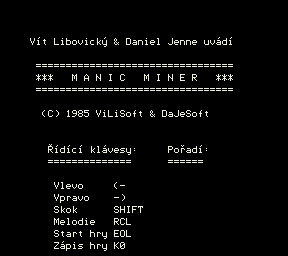 Vít Libovický & Daniel Jenne uvádí
=================================
*** M A N I C M I N E R ***
=================================
(C) 1985 ViLiSoft & DaJeSoft
Řídící klávesy: Pořadí:
============== ======
Vlevo (-
Vpravo -)
Skok SHIFT
Melodie RCL
Start hry EOL
Zápis hry K0